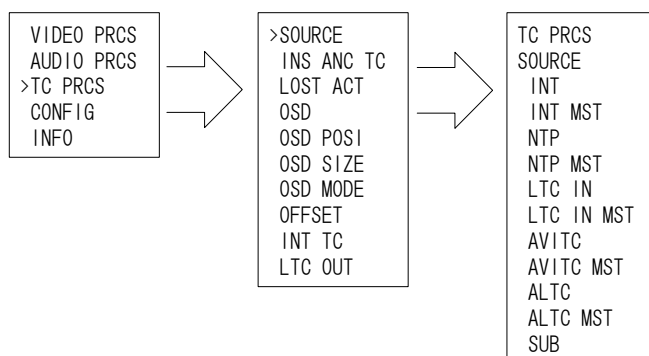 VIDEO PRCS
AUDIO PRCS
>TC PRCS
CONFIG
INFO
>SOURCE
INS ANC TC
LOST ACT
OSD
OSD POSI
OSD SIZE
OSD MODE
OFFSET
INT TC
LTC OUT
TC PRCS
SOURCE
INT
INT MST
NTP
NTP MST
LTC IN
LTC IN MST
AVITC
AVITC MST
ALTC
ALTC MST
SUB